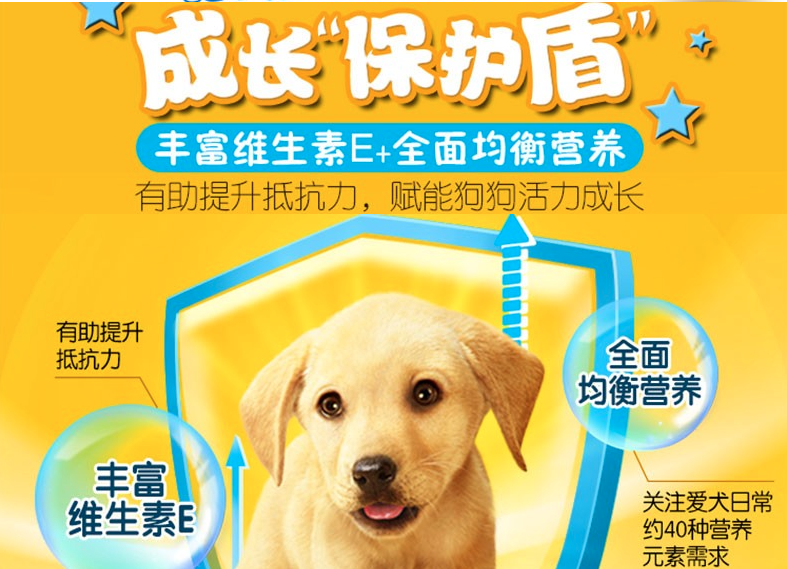 成长“保护盾”
丰富维生素E+全面均衡营养
有助提升抵抗力，赋能狗狗活力成长
有助提升
抵抗力
全面
均衡营养
丰富
维生素E
关注爱犬日常
约40种营养
元素需求